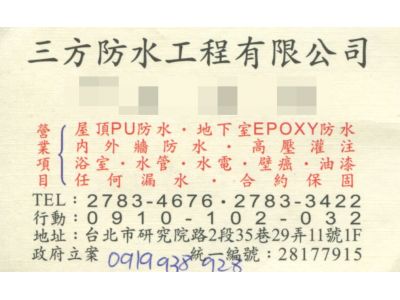 三方防水工程有限公司
營業項目
屋頂PU防水·地下室EPOXY防水
內外牆防水·高壓灌注
浴室·水管·水電·壁癌·油漆
任何漏水·合約保固
TEL：2783-4676·2783-3422
行動：0910-102-032
地址：台北市研究院路2段35巷29弄11號1F
政府立案 統一編號：28177915
0919938928